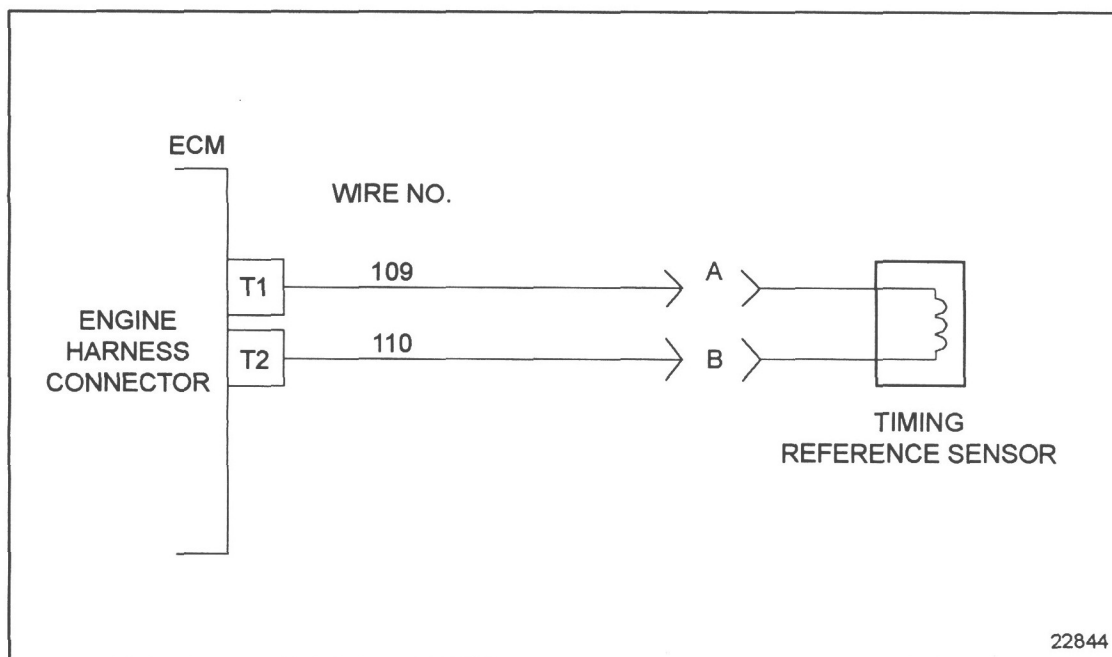 ECM
WIRE NO.
T1
109
A
T2
110
B
ENGINE
HARNESS
CONNECTOR
TIMING
REFERENCE SENSOR
22844